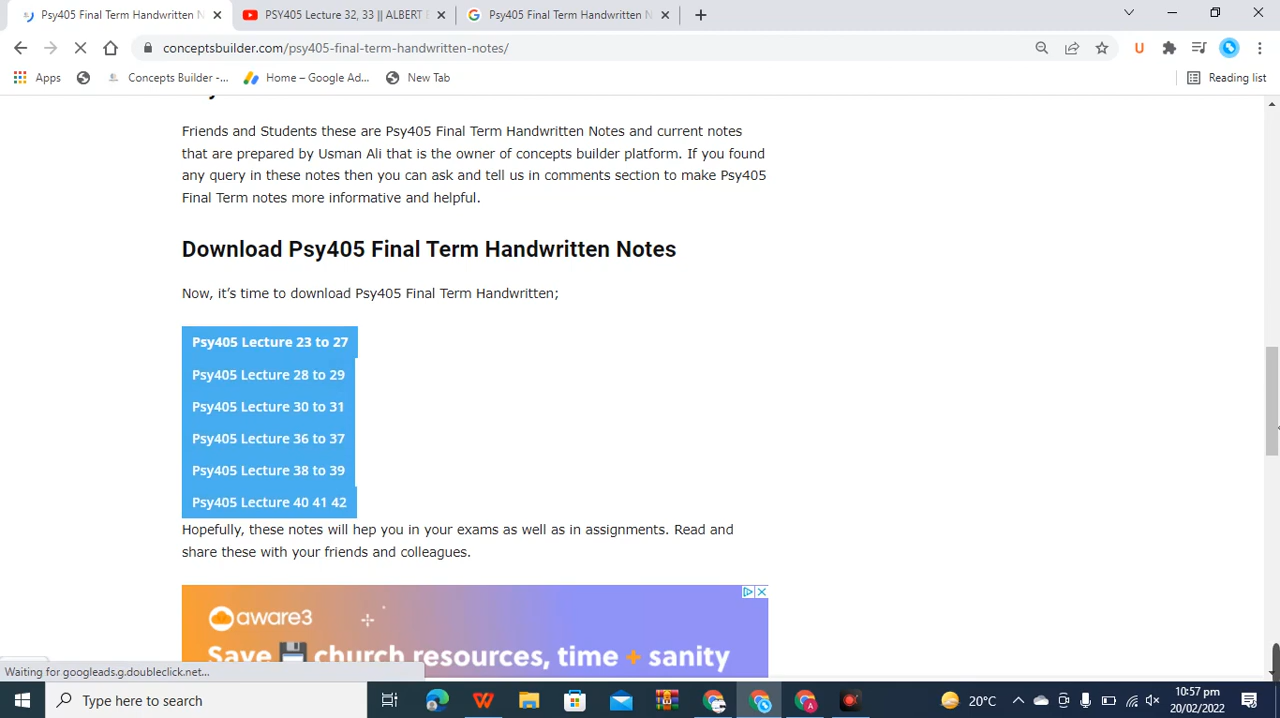 Psy405 Final Term Handwritten N
PSY405 Lecture 32, 33 || ALBERT
Psy405 Final Term Handwritten N
conceptsbuilder.com/psy405-final-term-handwritten-notes/
Apps
Concepts Builder -...
Home – Google Ad...
New Tab
Reading list
Friends and Students these are Psy405 Final Term Handwritten Notes and current notes
that are prepared by Usman Ali that is the owner of concepts builder platform. If you found
any query in these notes then you can ask and tell us in comments section to make Psy405
Final Term notes more informative and helpful.
Download Psy405 Final Term Handwritten Notes
Now, it’s time to download Psy405 Final Term Handwritten;
Psy405 Lecture 23 to 27
Psy405 Lecture 28 to 29
Psy405 Lecture 30 to 31
Psy405 Lecture 36 to 37
Psy405 Lecture 38 to 39
Psy405 Lecture 40 41 42
Hopefully, these notes will hep you in your exams as well as in assignments. Read and
share these with your friends and colleagues.
aware3
Save 💾 church resources, time + sanity
Waiting for googleads.g.doubleclick.net...
Type here to search
20°C
10:57 pm
20/02/2022